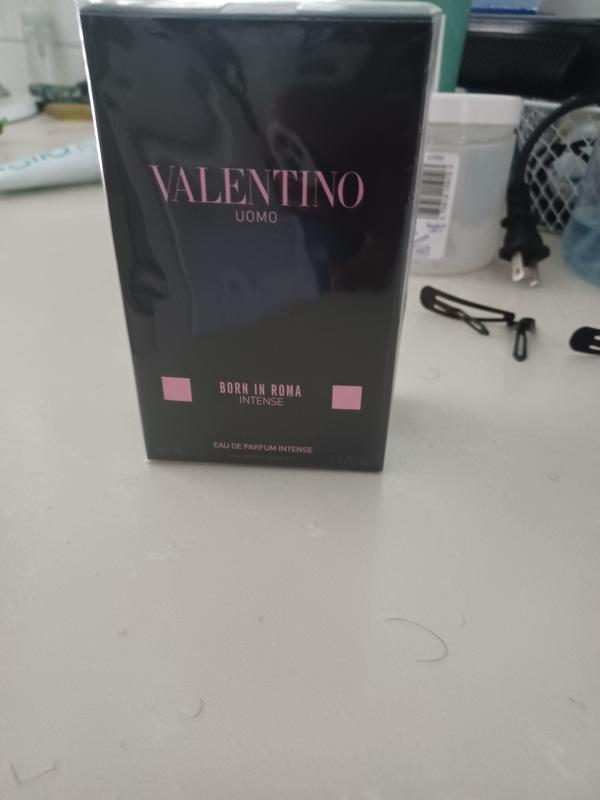 VALENTINO
UOMO
BORN IN ROMA
INTENSE
EAU DE PARFUM INTENSE